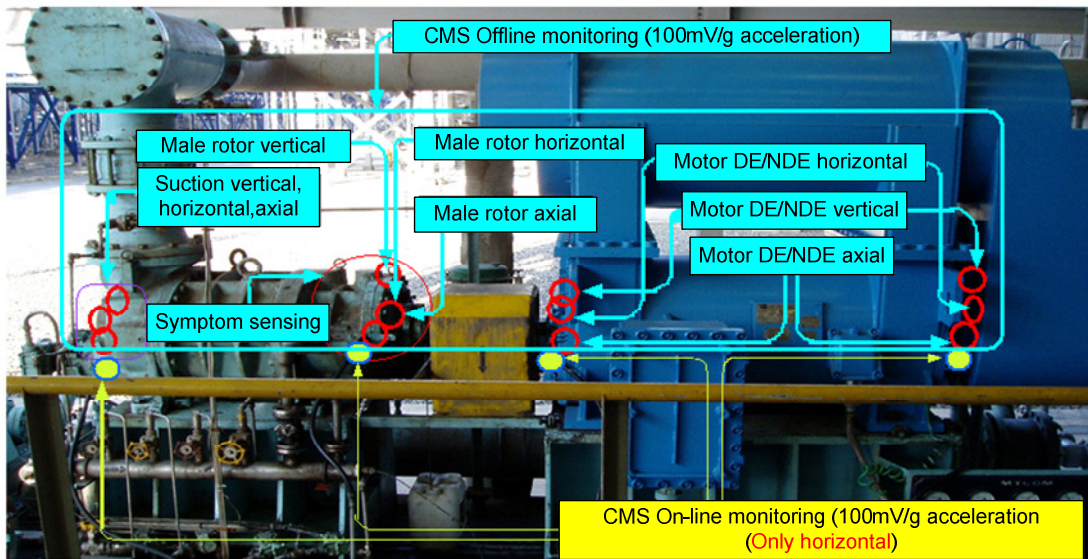 CMS Offline monitoring (100mV/g acceleration)
Male rotor vertical
Male rotor horizontal
Motor DE/NDE horizontal
Suction vertical,
horizontal,axial
Male rotor axial
Motor DE/NDE vertical
Motor DE/NDE axial
Symptom sensing
MYCOM
CMS On-line monitoring (100mV/g acceleration
(Only horizontal)